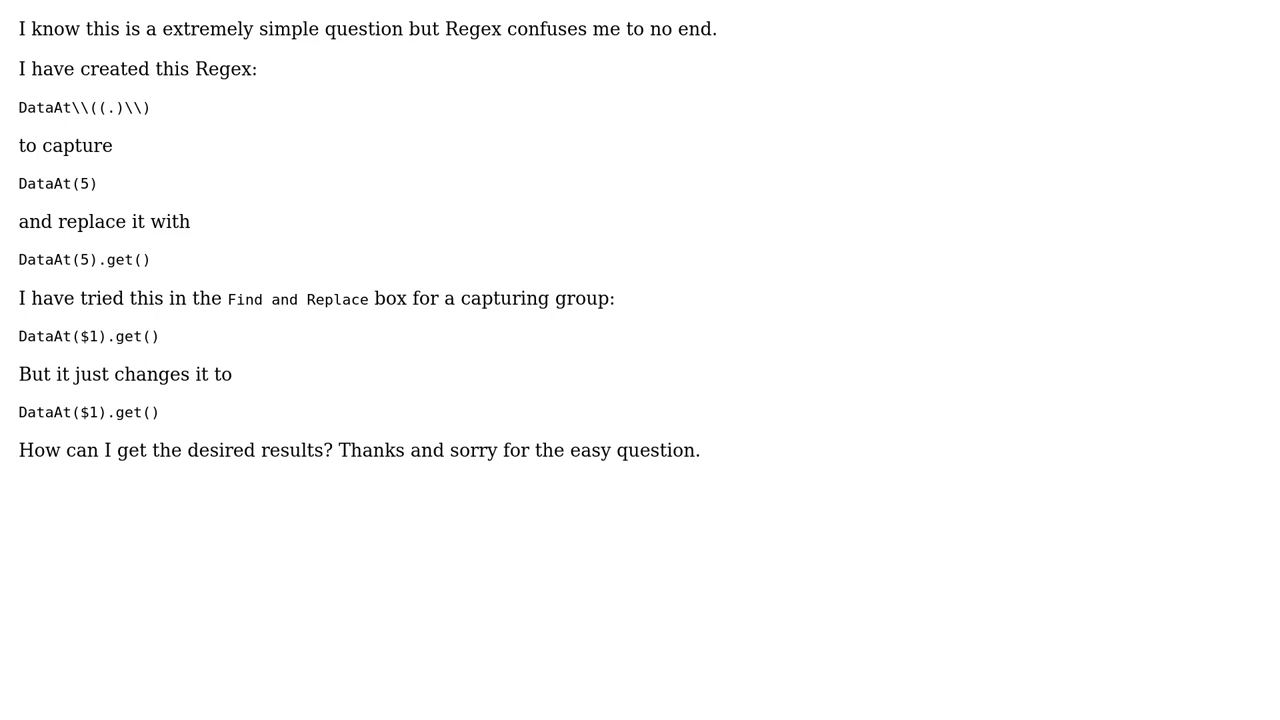 I know this is a extremely simple question but Regex confuses me to no end.
I have created this Regex:
DataAt\\((.)\\)
to capture
DataAt(5)
and replace it with
DataAt(5).get()
I have tried this in the Find and Replace box for a capturing group:
DataAt($1).get()
But it just changes it to
DataAt($1).get()
How can I get the desired results? Thanks and sorry for the easy question.